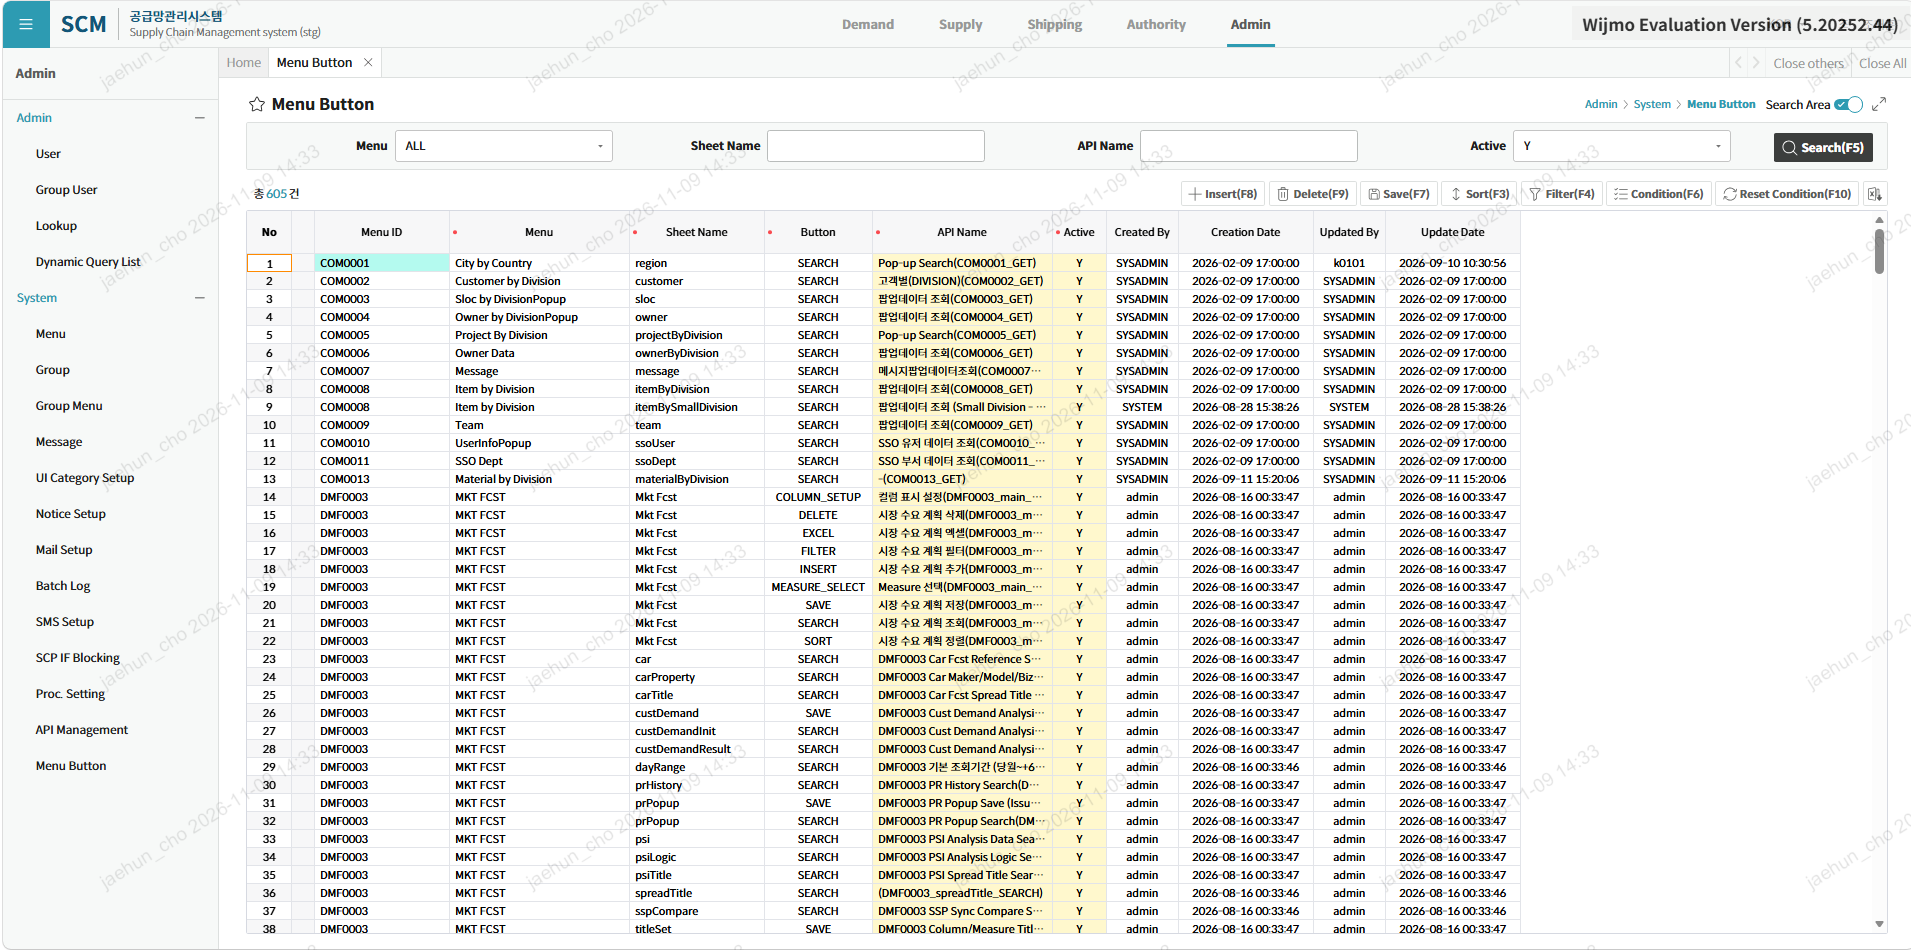 SCM 공급망관리시스템
Supply Chain Management system (stg)
Demand Supply Shipping Authority Admin
Wijmo Evaluation Version (5.20252.44)
Admin
Home Menu Button
Close others Close All
Admin
User
Group User
Lookup
Dynamic Query List
System
Menu
Group
Group Menu
Message
UI Category Setup
Notice Setup
Mail Setup
Batch Log
SMS Setup
SCP IF Blocking
Proc. Setting
API Management
Menu Button
Menu Button
Admin > System > Menu Button Search Area
Menu ALL Sheet Name API Name Active Y Search(F5)
총 605 건
Insert(F8) Delete(F9) Save(F7) Sort(F3) Filter(F4) Condition(F6) Reset Condition(F10)
No Menu ID Menu Sheet Name Button API Name Active Created By Creation Date Updated By Update Date
1 COM0001 City by Country region SEARCH Pop-up Search(COM0001_GET) Y SYSADMIN 2026-02-09 17:00:00 k0101 2026-09-10 10:30:56
2 COM0002 Customer by Division customer SEARCH 고객별(DIVISION)(COM0002_GET) Y SYSADMIN 2026-02-09 17:00:00 SYSADMIN 2026-02-09 17:00:00
3 COM0003 Sloc by DivisionPopup sloc SEARCH 팝업데이터 조회(COM0003_GET) Y SYSADMIN 2026-02-09 17:00:00 SYSADMIN 2026-02-09 17:00:00
4 COM0004 Owner by DivisionPopup owner SEARCH 팝업데이터 조회(COM0004_GET) Y SYSADMIN 2026-02-09 17:00:00 SYSADMIN 2026-02-09 17:00:00
5 COM0005 Project By Division projectByDivision SEARCH Pop-up Search(COM0005_GET) Y SYSADMIN 2026-02-09 17:00:00 SYSADMIN 2026-02-09 17:00:00
6 COM0006 Owner Data ownerByDivision SEARCH 팝업데이터 조회(COM0006_GET) Y SYSADMIN 2026-02-09 17:00:00 SYSADMIN 2026-02-09 17:00:00
7 COM0007 Message message SEARCH 메시지팝업데이터조회(COM0007··· Y SYSADMIN 2026-02-09 17:00:00 SYSADMIN 2026-02-09 17:00:00
8 COM0008 Item by Division itemByDivision SEARCH 팝업데이터 조회(COM0008_GET) Y SYSADMIN 2026-02-09 17:00:00 SYSADMIN 2026-02-09 17:00:00
9 COM0008 Item by Division itemBySmallDivision SEARCH 팝업데이터 조회 (Small Division - ··· Y SYSTEM 2026-08-28 15:38:26 SYSTEM 2026-08-28 15:38:26
10 COM0009 Team team SEARCH 팝업데이터 조회(COM0009_GET) Y SYSADMIN 2026-02-09 17:00:00 SYSADMIN 2026-02-09 17:00:00
11 COM0010 UserInfoPopup ssoUser SEARCH SSO 유저 데이터 조회(COM0010_··· Y SYSADMIN 2026-02-09 17:00:00 SYSADMIN 2026-02-09 17:00:00
12 COM0011 SSO Dept ssoDept SEARCH SSO 부서 데이터 조회(COM0011_··· Y SYSADMIN 2026-02-09 17:00:00 SYSADMIN 2026-02-09 17:00:00
13 COM0013 Material by Division materialByDivision SEARCH -(COM0013_GET) Y SYSADMIN 2026-09-11 15:20:06 SYSADMIN 2026-09-11 15:20:06
14 DMF0003 MKT FCST Mkt Fcst COLUMN_SETUP 컬럼 표시 설정(DMF0003_main_··· Y admin 2026-08-16 00:33:47 admin 2026-08-16 00:33:47
15 DMF0003 MKT FCST Mkt Fcst DELETE 시장 수요 계획 삭제(DMF0003_m··· Y admin 2026-08-16 00:33:47 admin 2026-08-16 00:33:47
16 DMF0003 MKT FCST Mkt Fcst EXCEL 시장 수요 계획 엑셀(DMF0003_m··· Y admin 2026-08-16 00:33:47 admin 2026-08-16 00:33:47
17 DMF0003 MKT FCST Mkt Fcst FILTER 시장 수요 계획 필터(DMF0003_m··· Y admin 2026-08-16 00:33:47 admin 2026-08-16 00:33:47
18 DMF0003 MKT FCST Mkt Fcst INSERT 시장 수요 계획 추가(DMF0003_m··· Y admin 2026-08-16 00:33:47 admin 2026-08-16 00:33:47
19 DMF0003 MKT FCST Mkt Fcst MEASURE_SELECT Measure 선택(DMF0003_main_··· Y admin 2026-08-16 00:33:47 admin 2026-08-16 00:33:47
20 DMF0003 MKT FCST Mkt Fcst SAVE 시장 수요 계획 저장(DMF0003_m··· Y admin 2026-08-16 00:33:47 admin 2026-08-16 00:33:47
21 DMF0003 MKT FCST Mkt Fcst SEARCH 시장 수요 계획 조회(DMF0003_m··· Y admin 2026-08-16 00:33:47 admin 2026-08-16 00:33:47
22 DMF0003 MKT FCST Mkt Fcst SORT 시장 수요 계획 정렬(DMF0003_m··· Y admin 2026-08-16 00:33:47 admin 2026-08-16 00:33:47
23 DMF0003 MKT FCST car SEARCH DMF0003 Car Fcst Reference S··· Y admin 2026-08-16 00:33:47 admin 2026-08-16 00:33:47
24 DMF0003 MKT FCST carProperty SEARCH DMF0003 Car Maker/Model/Biz··· Y admin 2026-08-16 00:33:47 admin 2026-08-16 00:33:47
25 DMF0003 MKT FCST carTitle SEARCH DMF0003 Car Fcst Spread Title ··· Y admin 2026-08-16 00:33:47 admin 2026-08-16 00:33:47
26 DMF0003 MKT FCST custDemand SAVE DMF0003 Cust Demand Analysi··· Y admin 2026-08-16 00:33:47 admin 2026-08-16 00:33:47
27 DMF0003 MKT FCST custDemandInit SEARCH DMF0003 Cust Demand Analysi··· Y admin 2026-08-16 00:33:47 admin 2026-08-16 00:33:47
28 DMF0003 MKT FCST custDemandResult SEARCH DMF0003 Cust Demand Analysi··· Y admin 2026-08-16 00:33:47 admin 2026-08-16 00:33:47
29 DMF0003 MKT FCST dayRange SEARCH DMF0003 기본 조회기간 (당월~+6··· Y admin 2026-08-16 00:33:46 admin 2026-08-16 00:33:46
30 DMF0003 MKT FCST prHistory SEARCH DMF0003 PR History Search(D··· Y admin 2026-08-16 00:33:47 admin 2026-08-16 00:33:47
31 DMF0003 MKT FCST prPopup SAVE DMF0003 PR Popup Save (Issu··· Y admin 2026-08-16 00:33:47 admin 2026-08-16 00:33:47
32 DMF0003 MKT FCST prPopup SEARCH DMF0003 PR Popup Search(DM··· Y admin 2026-08-16 00:33:47 admin 2026-08-16 00:33:47
33 DMF0003 MKT FCST psi SEARCH DMF0003 PSI Analysis Data Sea··· Y admin 2026-08-16 00:33:47 admin 2026-08-16 00:33:47
34 DMF0003 MKT FCST psiLogic SEARCH DMF0003 PSI Analysis Logic Se··· Y admin 2026-08-16 00:33:47 admin 2026-08-16 00:33:47
35 DMF0003 MKT FCST psiTitle SEARCH DMF0003 PSI Spread Title Sear··· Y admin 2026-08-16 00:33:47 admin 2026-08-16 00:33:47
36 DMF0003 MKT FCST spreadTitle SEARCH (DMF0003_spreadTitle_SEARCH) Y admin 2026-08-16 00:33:46 admin 2026-08-16 00:33:46
37 DMF0003 MKT FCST sspCompare SEARCH DMF0003 SSP Sync Compare S··· Y admin 2026-08-16 00:33:46 admin 2026-08-16 00:33:46
38 DMF0003 MKT FCST titleSet SAVE DMF0003 Column/Measure Titl··· Y admin 2026-08-16 00:33:47 admin 2026-08-16 00:33:47
jaehun_cho 2026-11-09 14:33